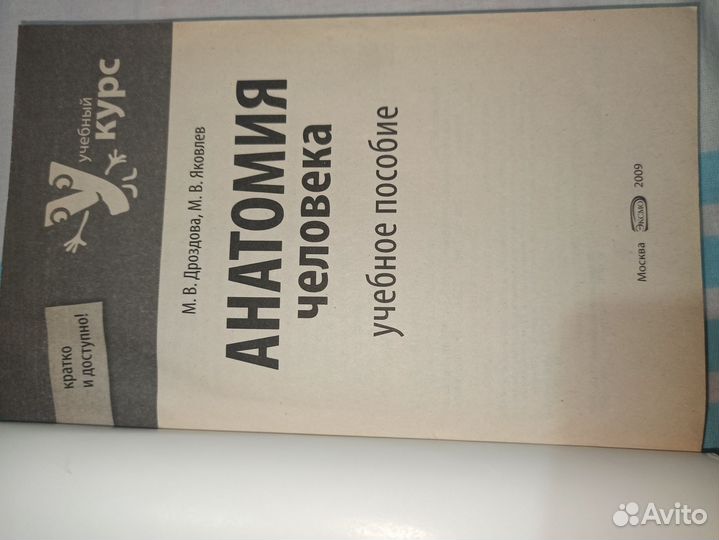 учебный
курс
кратко
и доступно!
М. В. Дроздова, М. В. Яковлев
АНАТОМИЯ
человека
учебное пособие
Москва ЭКСМО 2009
Avito